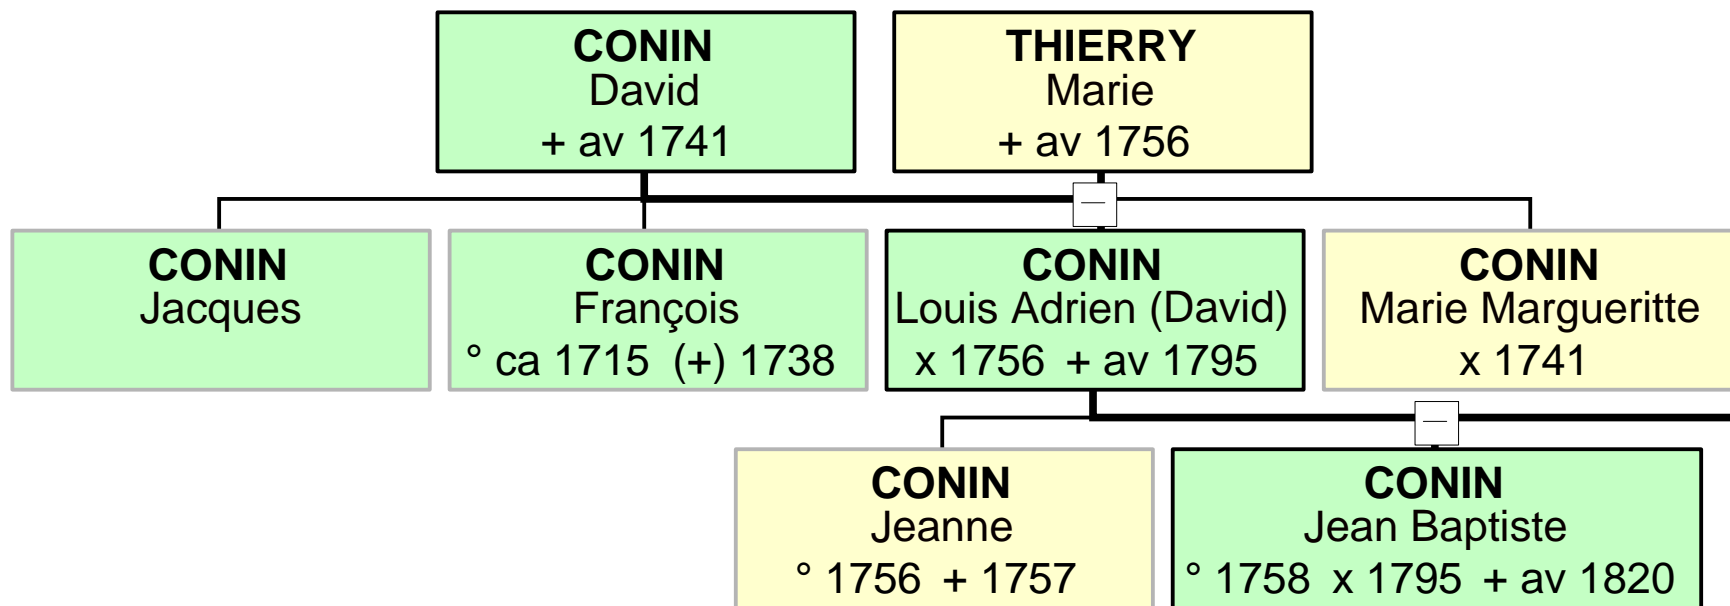 CONIN
David
+ av 1741
THIERRY
Marie
+ av 1756
CONIN
Jacques
CONIN
François
° ca 1715 (+) 1738
CONIN
Louis Adrien (David)
x 1756 + av 1795
CONIN
Marie Margueritte
x 1741
CONIN
Jeanne
° 1756 + 1757
CONIN
Jean Baptiste
° 1758 x 1795 + av 1820